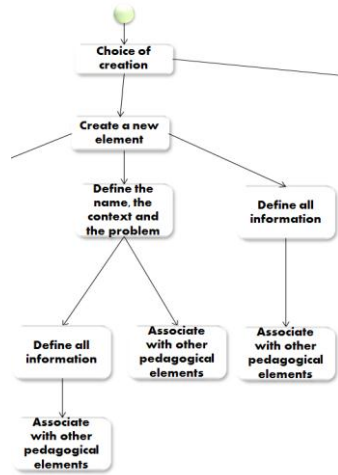 Choice of
creation
Create a new
element
Define the
name, the
context and
the problem
Define all
information
Define all
information
Associate
with other
pedagogical
elements
Associate
with other
pedagogical
elements
Associate
with other
pedagogical
elements